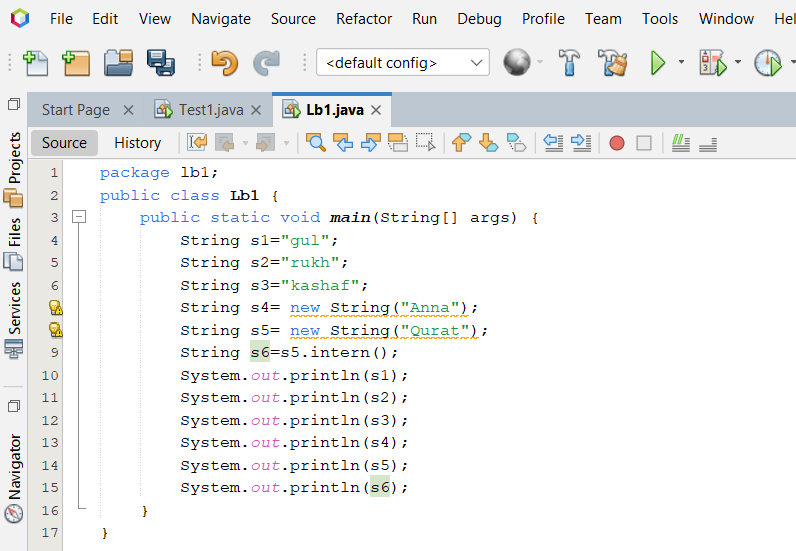 File Edit View Navigate Source Refactor Run Debug Profile Team Tools Window Hel
<default config>
Start Page Test1.java Lb1.java
Source History
Projects
Files
Services
Navigator
1 package lb1;
2 public class Lb1 {
3 public static void main(String[] args) {
4 String s1="gul";
5 String s2="rukh";
6 String s3="kashaf";
String s4= new String("Anna");
String s5= new String("Qurat");
9 String s6=s5.intern();
10 System.out.println(s1);
11 System.out.println(s2);
12 System.out.println(s3);
13 System.out.println(s4);
14 System.out.println(s5);
15 System.out.println(s6);
16 }
17 }